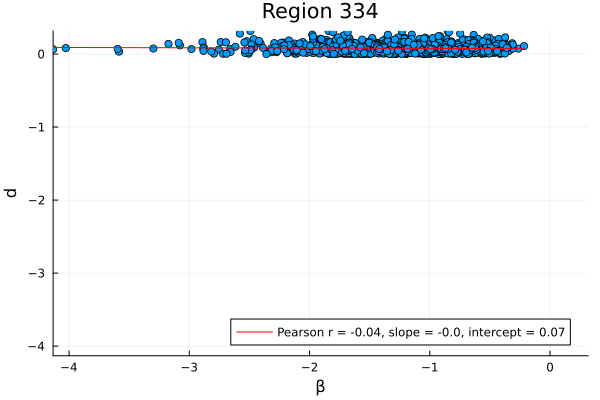 Region 334
0
−1
−2
−3
−4
d
Pearson r = -0.04, slope = -0.0, intercept = 0.07
−4 −3 −2 −1 0
β